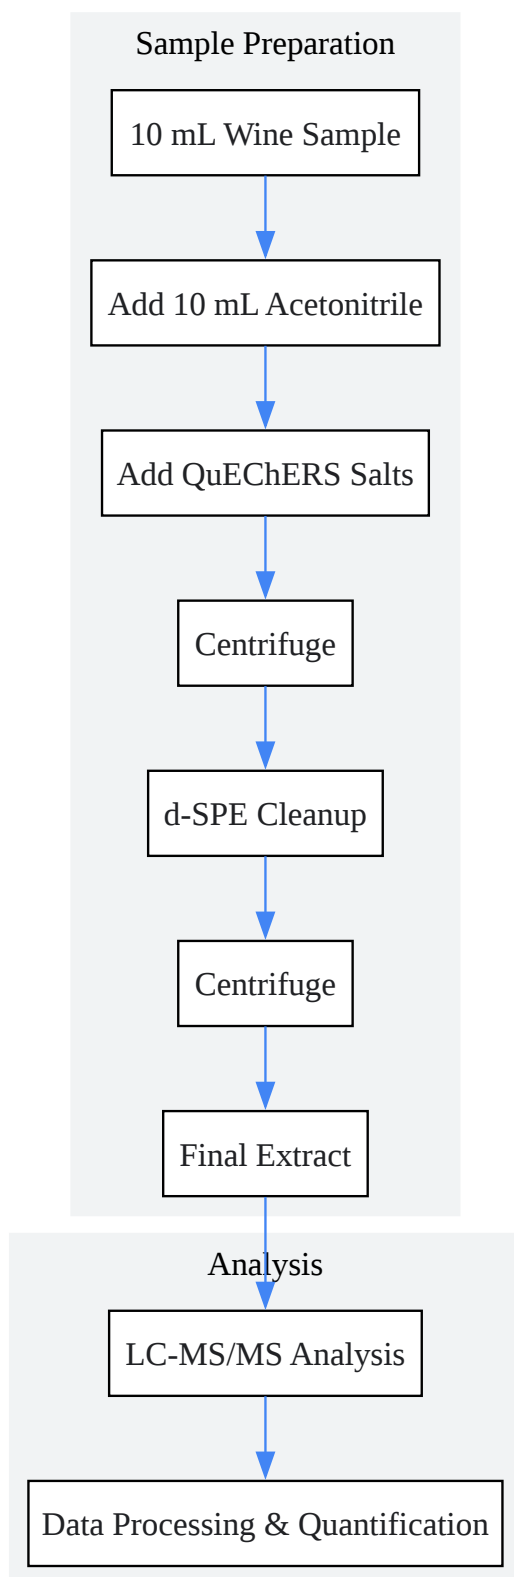 Sample Preparation
10 mL Wine Sample
Add 10 mL Acetonitrile
Add QuEChERS Salts
Centrifuge
d-SPE Cleanup
Centrifuge
Final Extract
Analysis
LC-MS/MS Analysis
Data Processing & Quantification